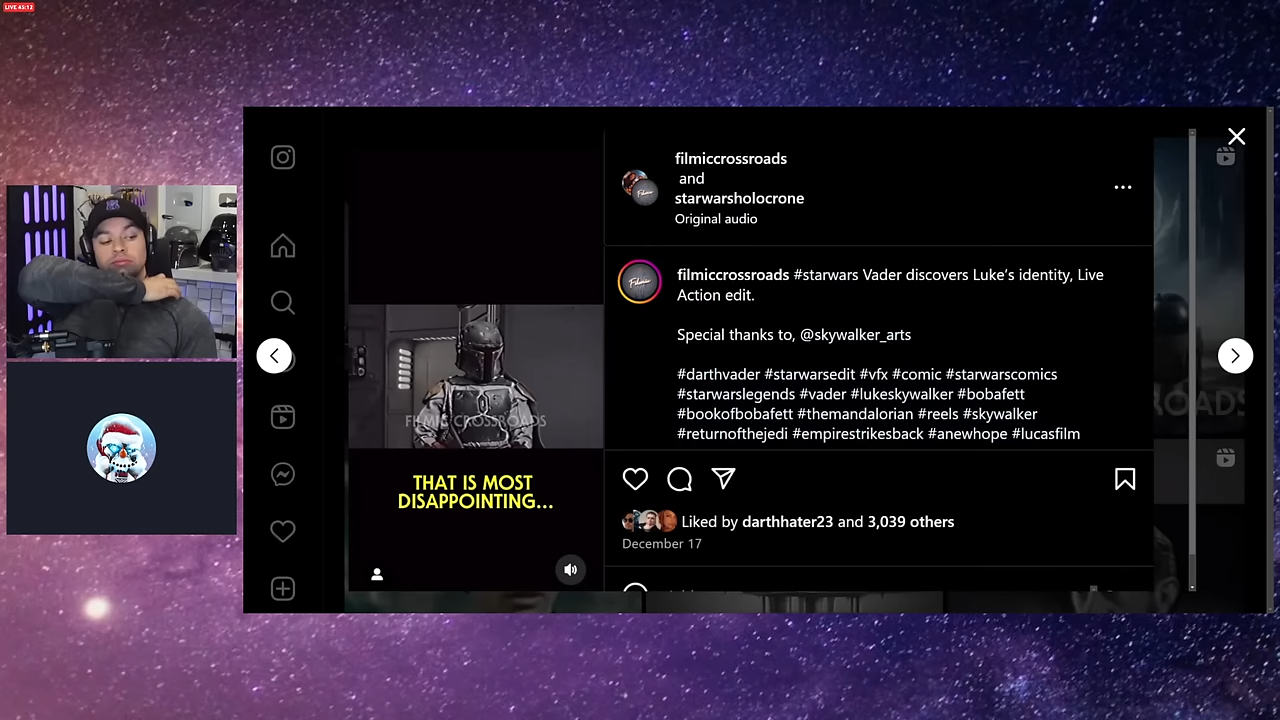 LIVE 45:12
filmiccrossroads
and
starwarsholocrone
Original audio
filmiccrossroads #starwars Vader discovers Luke’s identity, Live
Action edit.
Special thanks to, @skywalker_arts
#darthvader #starwarsedit #vfx #comic #starwarscomics
#starwarslegends #vader #lukeskywalker #bobafett
#bookofbobafett #themandalorian #reels #skywalker
#returnofthejedi #empirestrikesback #anewhope #lucasfilm
FILMIC CROSSROADS
THAT IS MOST
DISAPPOINTING...
Liked by darthhater23 and 3,039 others
December 17